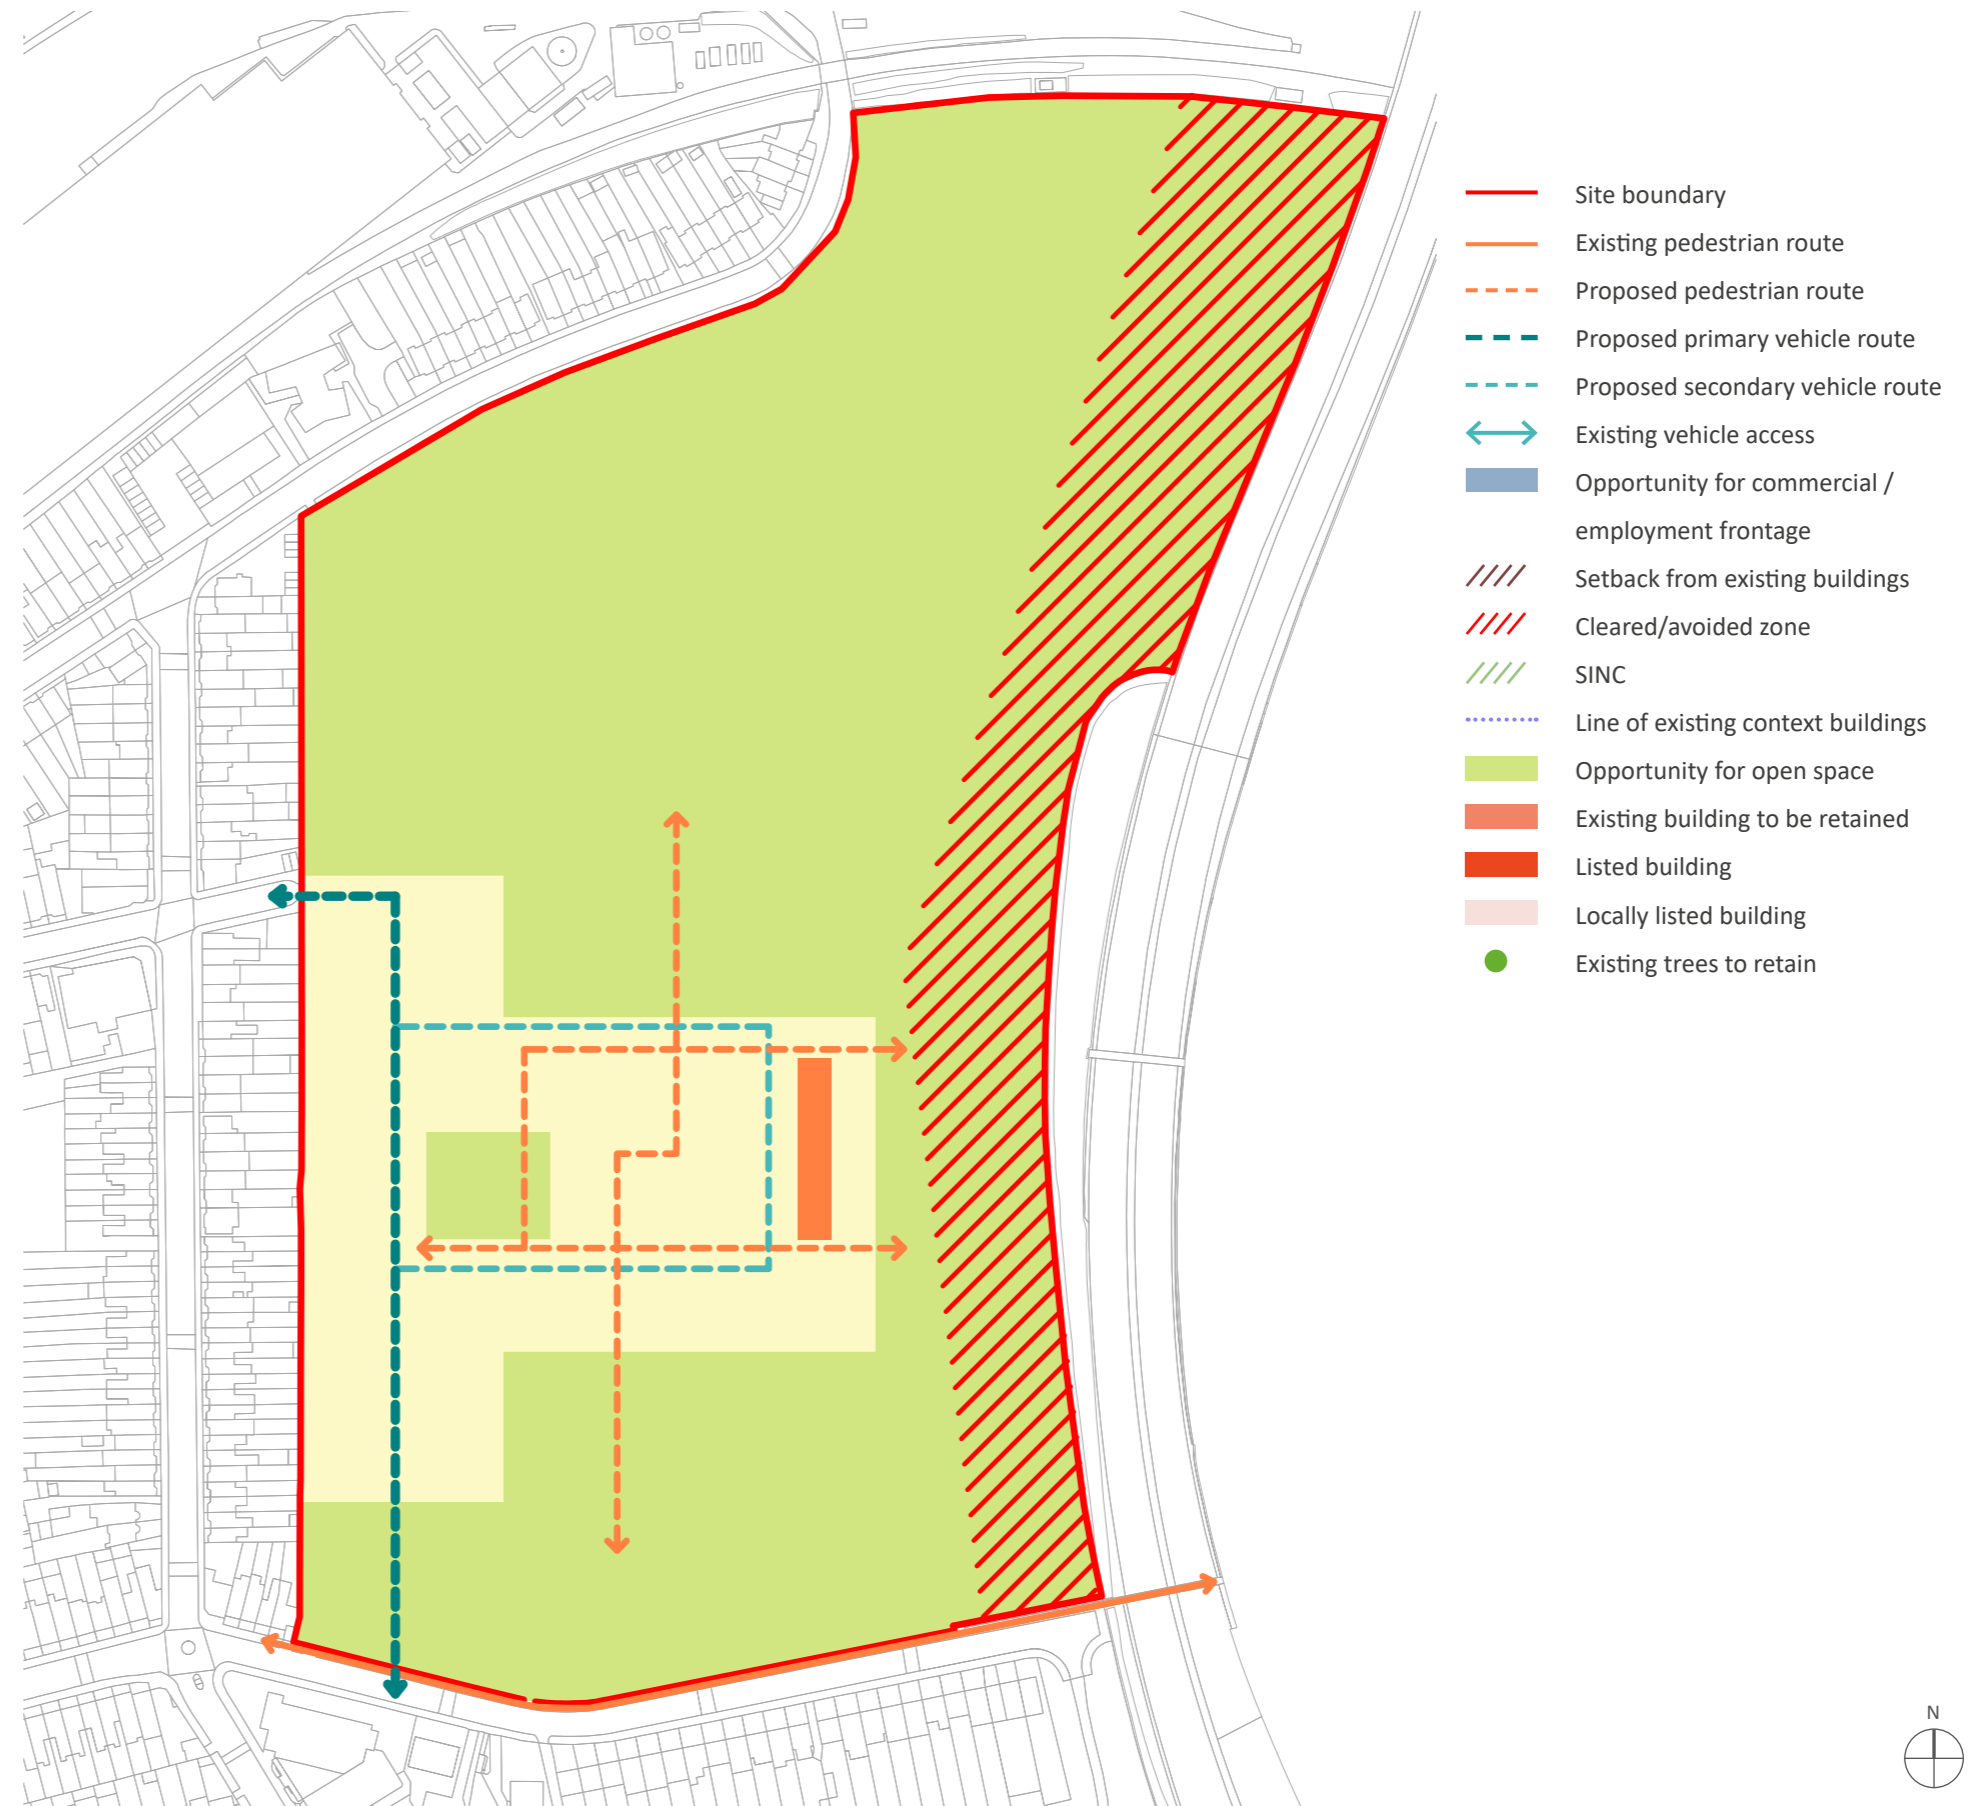 Site boundary
Existing pedestrian route
Proposed pedestrian route
Proposed primary vehicle route
Proposed secondary vehicle route
Existing vehicle access
Opportunity for commercial /
employment frontage
Setback from existing buildings
Cleared/avoided zone
SINC
Line of existing context buildings
Opportunity for open space
Existing building to be retained
Listed building
Locally listed building
Existing trees to retain
N